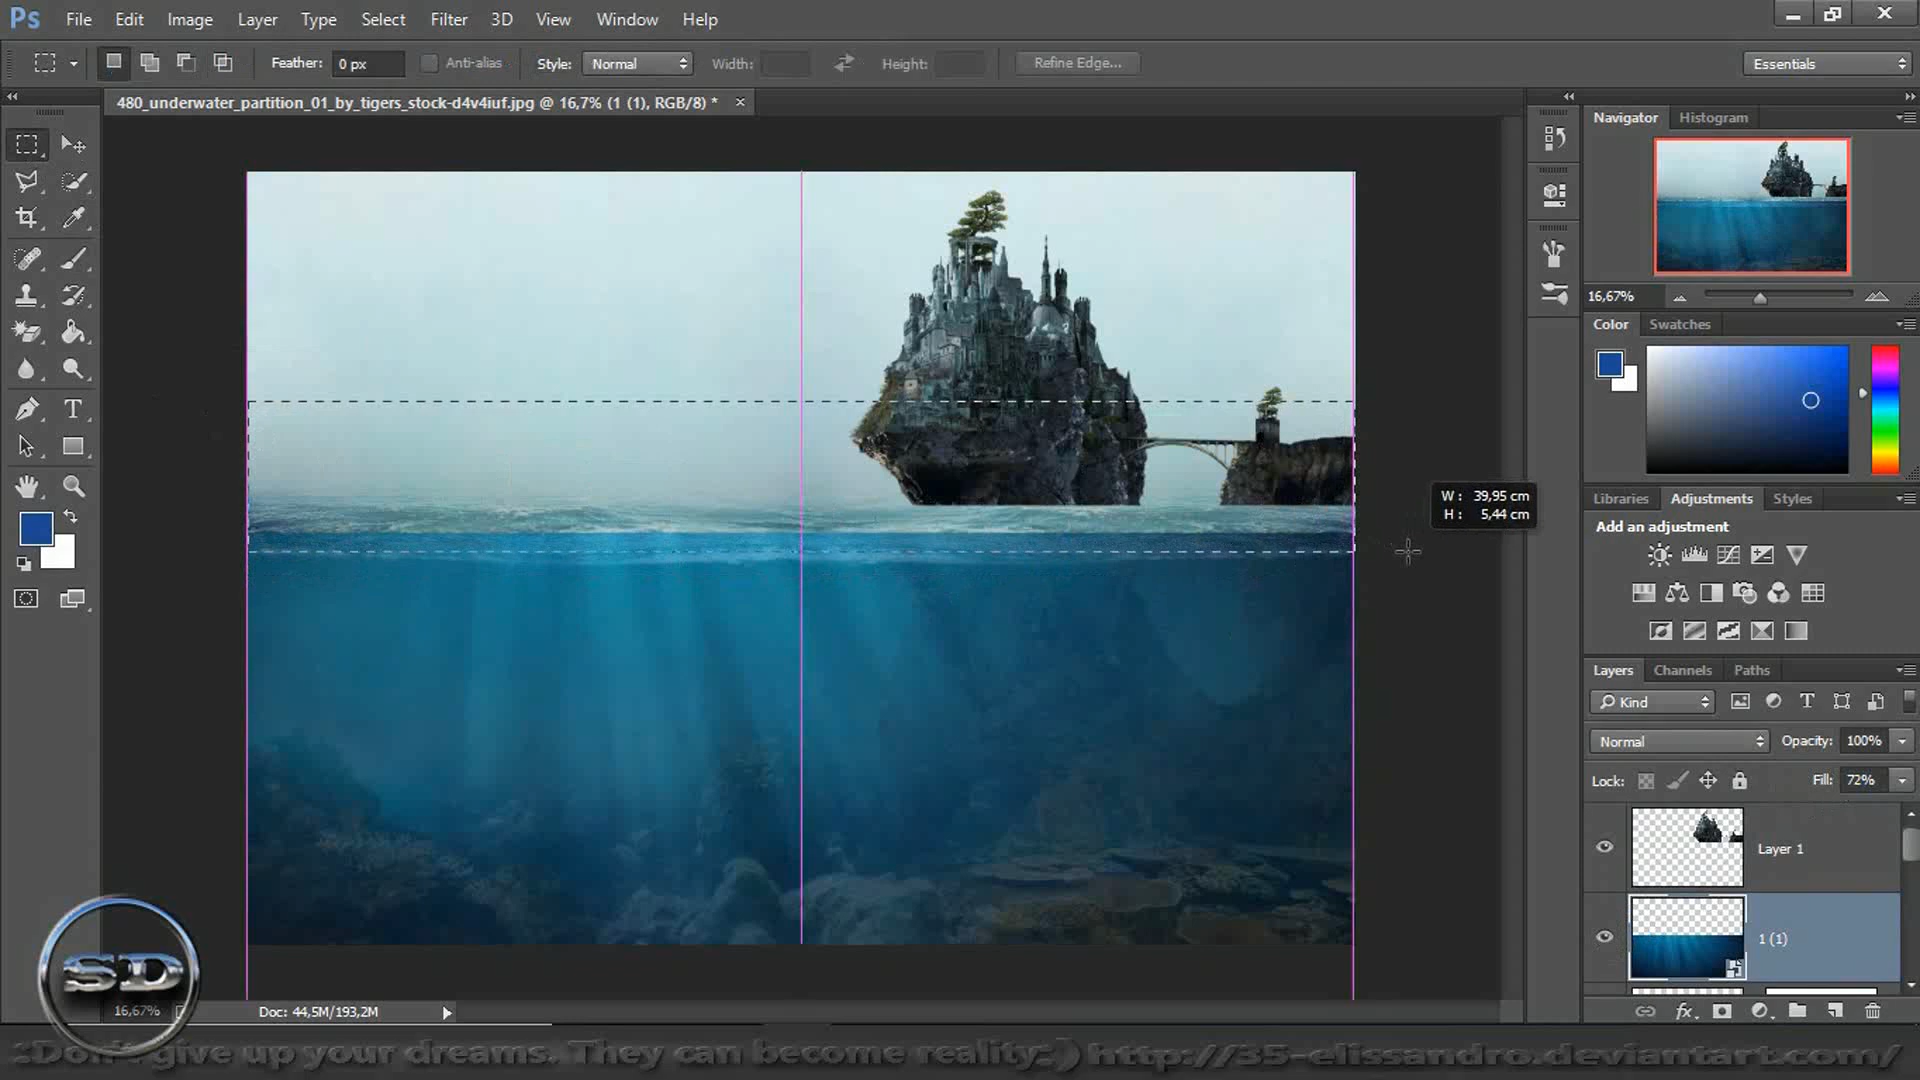 Ps File Edit Image Layer Type Select Filter 3D View Window Help
Feather: 0 px Anti-alias Style: Normal Width: Height: Refine Edge... Essentials
480_underwater_partition_01_by_tigers_stock-d4v4iuf.jpg @ 16,7% (1 (1), RGB/8) *
Navigator Histogram
16,67%
Color Swatches
W: 39,95 cm
H: 5,44 cm
Libraries Adjustments Styles
Add an adjustment
Layers Channels Paths
Kind
Normal Opacity: 100%
Lock: Fill: 72%
Layer 1
1 (1)
SD
16,67% Doc: 44,5M/193,2M
:Don't give up your dreams. They can become reality:) http://35-elissandro.deviantart.com/